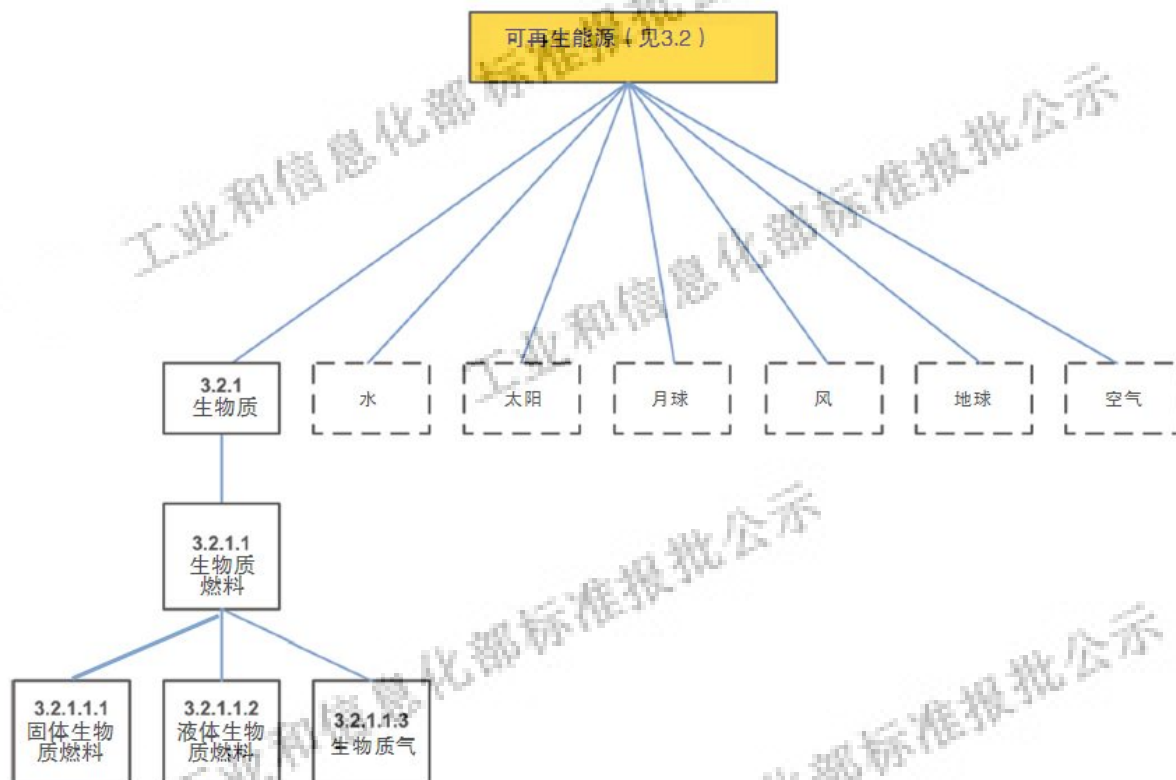 可再生能源（见3.2）
工业和信息化部标准报批公示
工业和信息化部标准报批公示
3.2.1
生物质
水
太阳
月球
风
地球
空气
3.2.1.1
生物质
燃料
工业和信息化部标准报批公示
化部标准报批公示
3.2.1.1.1
固体生物
质燃料
3.2.1.1.2
液体生物
质燃料
3.2.1.1.3
生物质气